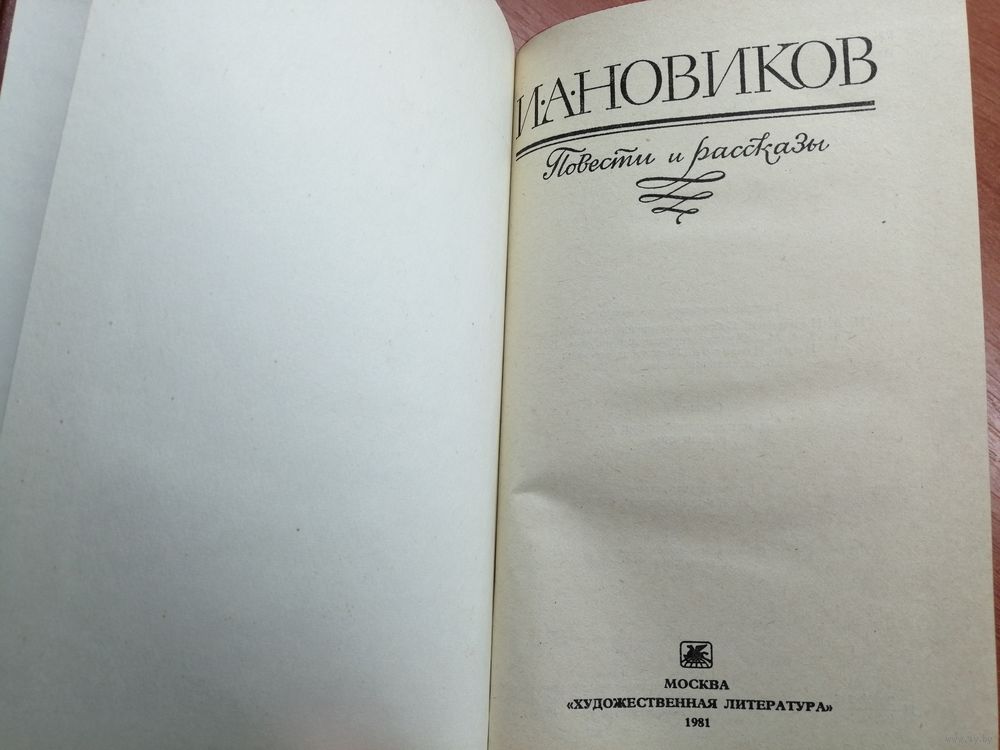 И·А·НОВИКОВ
Повести и рассказы
МОСКВА
«ХУДОЖЕСТВЕННАЯ ЛИТЕРАТУРА»
1981